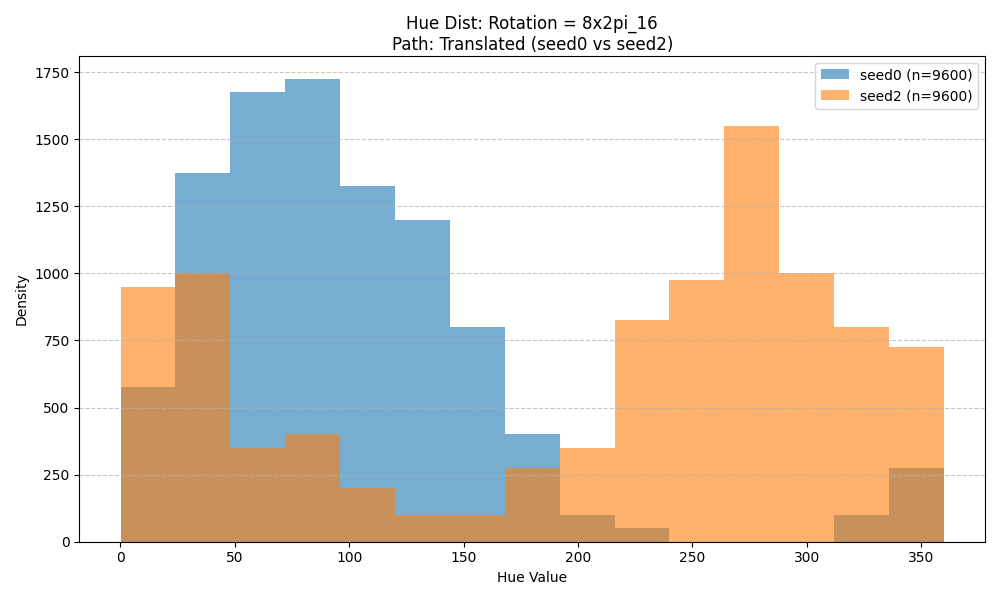 Hue Dist: Rotation = 8x2pi_16
Path: Translated (seed0 vs seed2)
seed0 (n=9600)
seed2 (n=9600)
Density
1750
1500
1250
1000
750
500
250
0
0 50 100 150 200 250 300 350
Hue Value